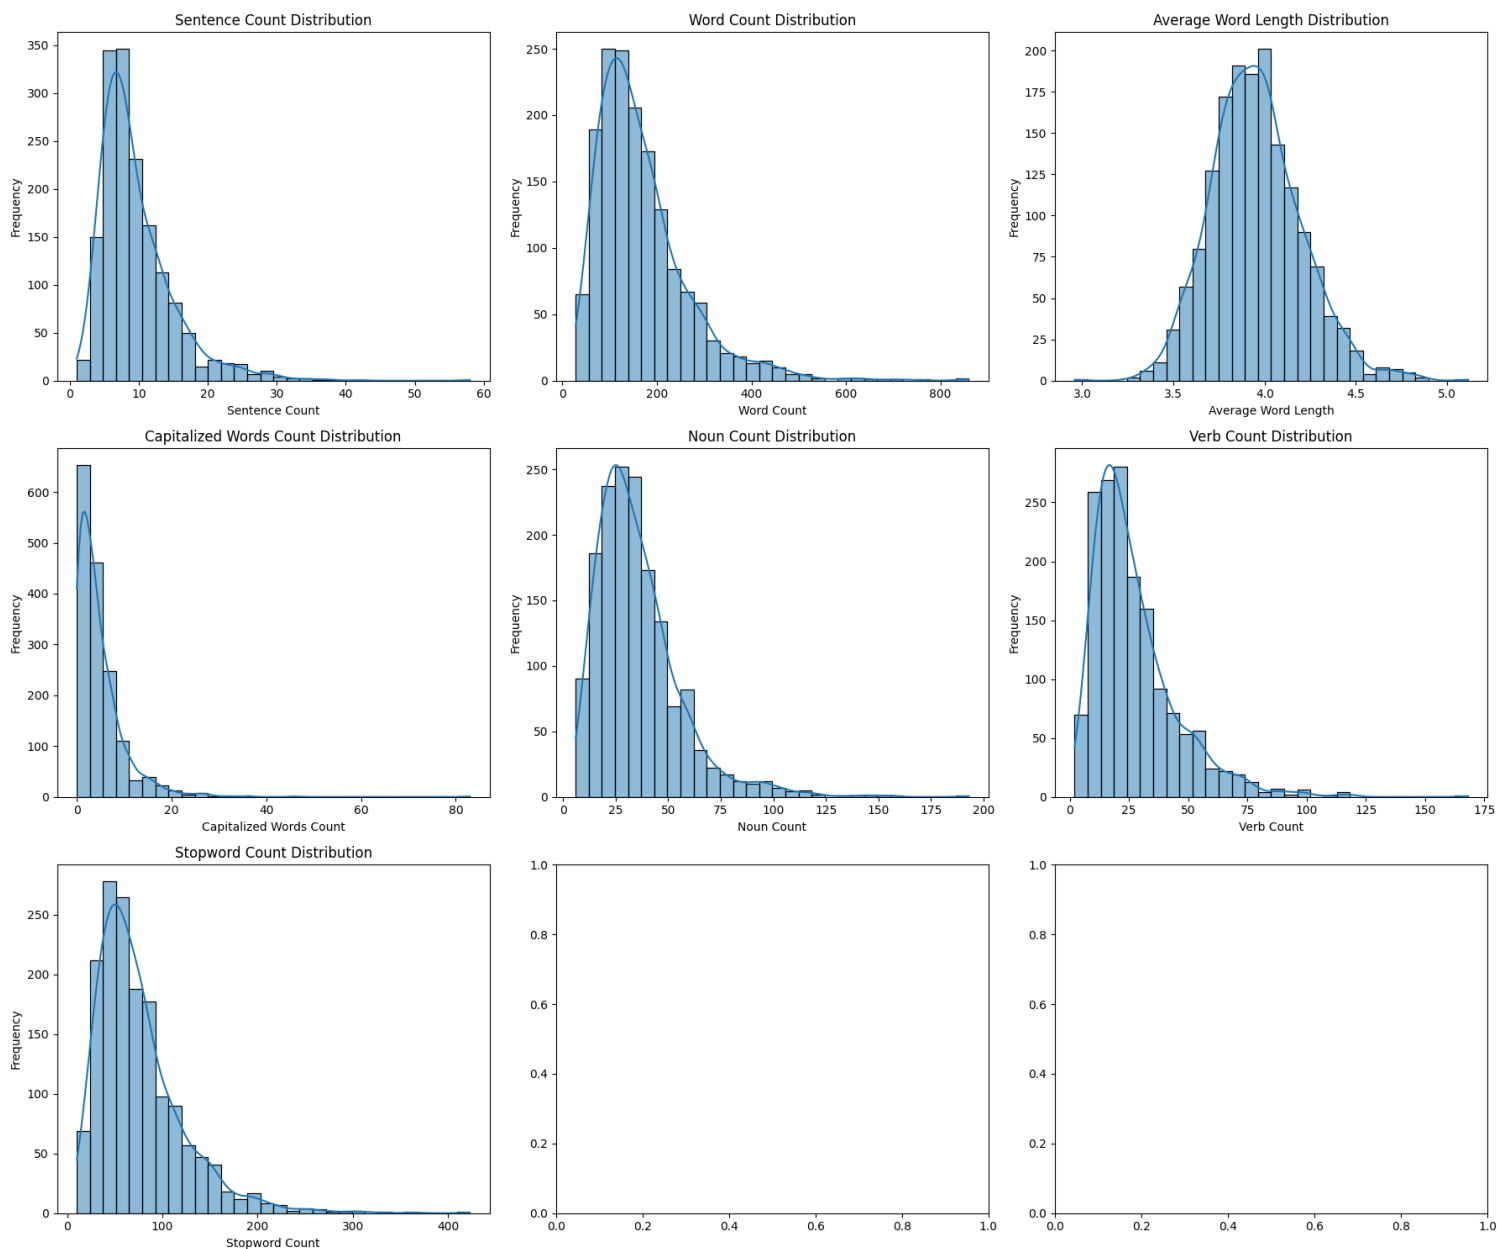 Sentence Count Distribution
350
300
250
200
150
100
50
0
Frequency
0 10 20 30 40 50 60
Sentence Count
Word Count Distribution
250
200
150
100
50
0
Frequency
0 200 400 600 800
Word Count
Average Word Length Distribution
200
175
150
125
100
75
50
25
0
Frequency
3.0 3.5 4.0 4.5 5.0
Average Word Length
Capitalized Words Count Distribution
600
500
400
300
200
100
0
Frequency
0 20 40 60 80
Capitalized Words Count
Noun Count Distribution
250
200
150
100
50
0
Frequency
0 25 50 75 100 125 150 175 200
Noun Count
Verb Count Distribution
250
200
150
100
50
0
Frequency
0 25 50 75 100 125 150 175
Verb Count
Stopword Count Distribution
250
200
150
100
50
0
Frequency
0 100 200 300 400
Stopword Count
1.0
0.8
0.6
0.4
0.2
0.0
0.0 0.2 0.4 0.6 0.8 1.0
1.0
0.8
0.6
0.4
0.2
0.0
0.0 0.2 0.4 0.6 0.8 1.0